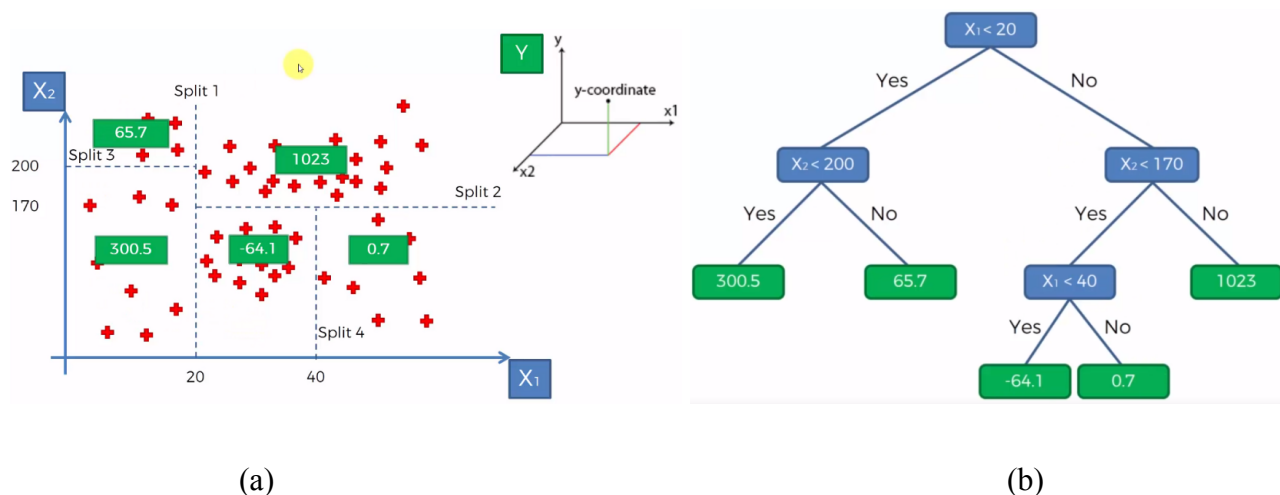 Y
y
y-coordinate
x1
x2
X2
Split 1
65.7
Split 3
200
1023
Split 2
170
300.5
-64.1
0.7
Split 4
20
40
X1
(a)
X1 < 20
Yes
No
X2 < 200
X2 < 170
Yes
No
Yes
No
300.5
65.7
X1 < 40
1023
Yes
No
-64.1
0.7
(b)